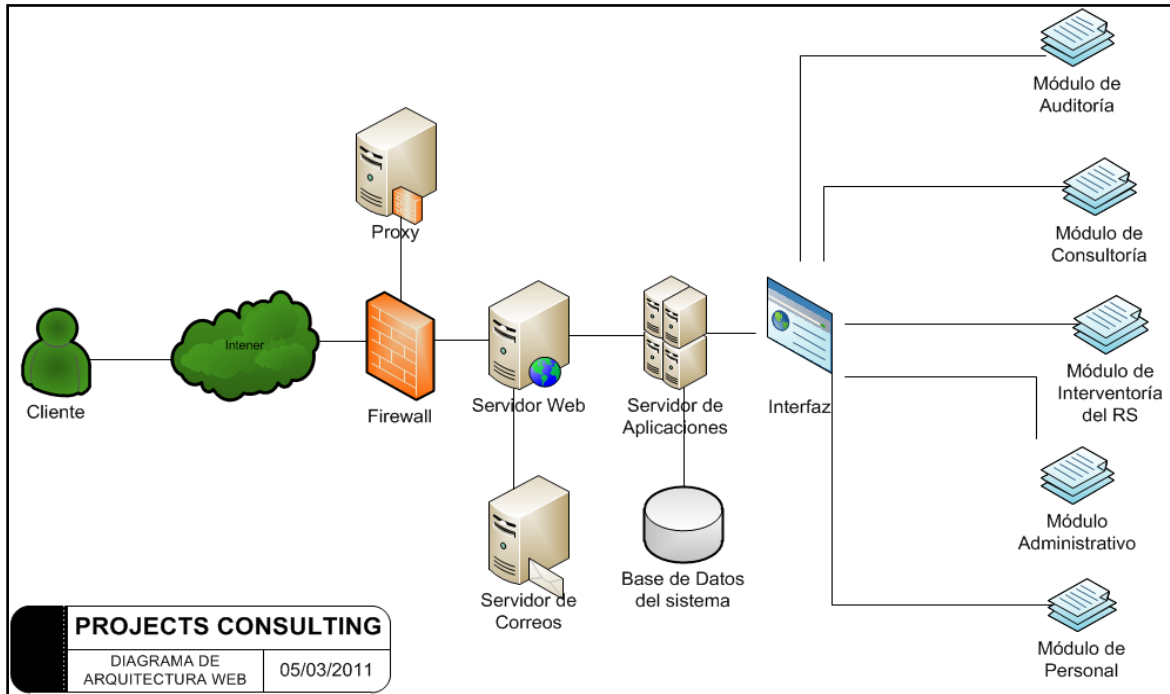 Módulo de
Auditoría
Proxy
Módulo de
Consultoría
Intener
Cliente
Firewall
Servidor Web
Servidor de
Aplicaciones
Interfaz
Módulo de
Interventoría
del RS
Módulo
Administrativo
Servidor de
Correos
Base de Datos
del sistema
Módulo de
Personal
PROJECTS CONSULTING
DIAGRAMA DE
ARQUITECTURA WEB
05/03/2011